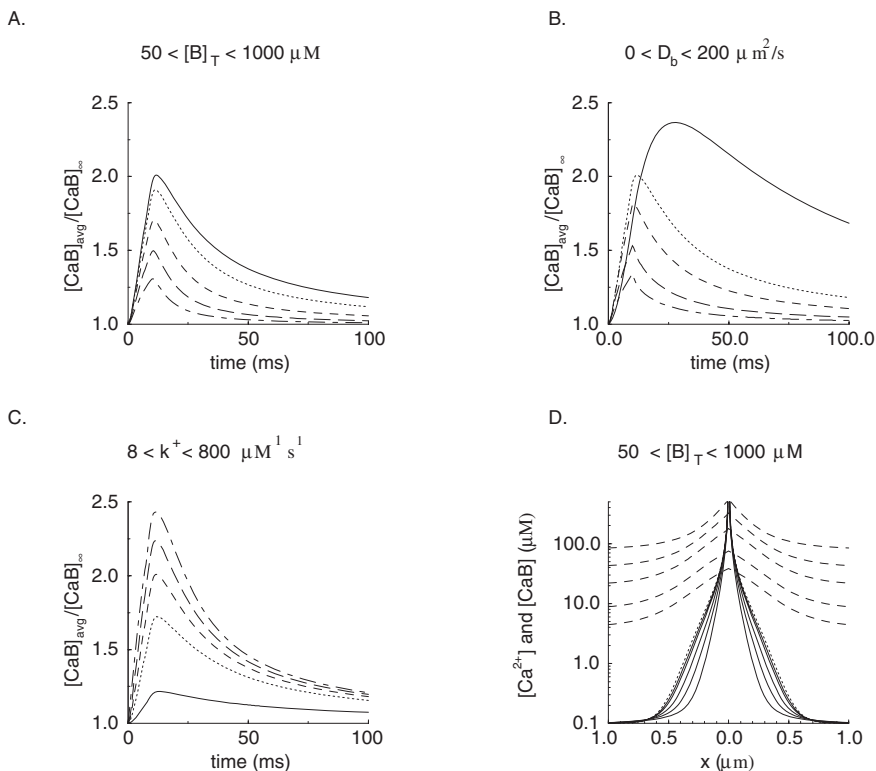 A.
50 < [B]T < 1000 μM
[CaB]avg/[CaB]∞
2.5
2.0
1.5
1.0
0
50
100
time (ms)
B.
0 < Db < 200 μ m2/s
[CaB]avg/[CaB]∞
2.5
2.0
1.5
1.0
0.0
50.0
100.0
time (ms)
C.
8 < k+ < 800 μM1 s1
[CaB]avg/[CaB]∞
2.5
2.0
1.5
1.0
0
50
100
time (ms)
D.
50 < [B]T < 1000 μM
[Ca2+] and [CaB] (μM)
100.0
10.0
1.0
0.1
1.0
0.5
0.0
0.5
1.0
x (μm)